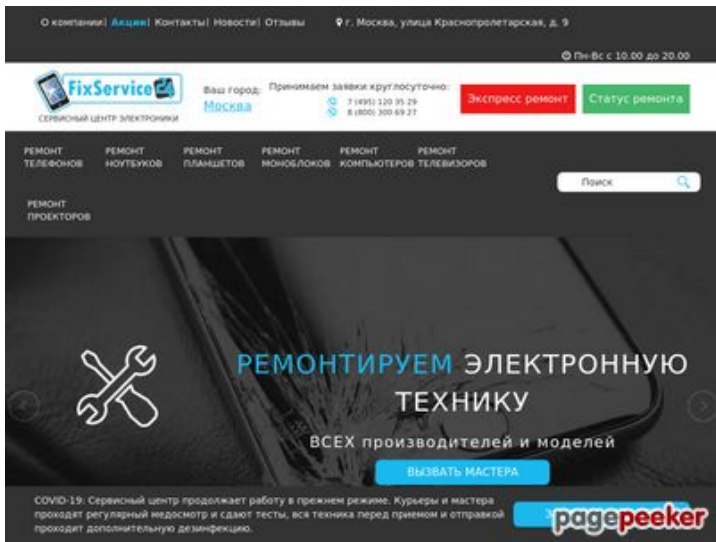 О компании| Акции| Контакты| Новости| Отзывы
г. Москва, улица Краснопролетарская, д. 9
Пн-Вс с 10.00 до 20.00
FixService24
СЕРВИСНЫЙ ЦЕНТР ЭЛЕКТРОНИКИ
Ваш город:
Москва
Принимаем заявки круглосуточно:
7 (495) 120 35 29
8 (800) 300 69 27
Экспресс ремонт
Статус ремонта
РЕМОНТ ТЕЛЕФОНОВ
РЕМОНТ НОУТБУКОВ
РЕМОНТ ПЛАНШЕТОВ
РЕМОНТ МОНОБЛОКОВ
РЕМОНТ КОМПЬЮТЕРОВ
РЕМОНТ ТЕЛЕВИЗОРОВ
Поиск
РЕМОНТ ПРОЕКТОРОВ
РЕМОНТИРУЕМ ЭЛЕКТРОННУЮ
ТЕХНИКУ
ВСЕХ производителей и моделей
ВЫЗВАТЬ МАСТЕРА
COVID-19: Сервисный центр продолжает работу в прежнем режиме. Курьеры и мастера
проходят регулярный медосмотр и сдают тесты, вся техника перед приемом и отправкой
проходит дополнительную дезинфекцию.
pagepeeker